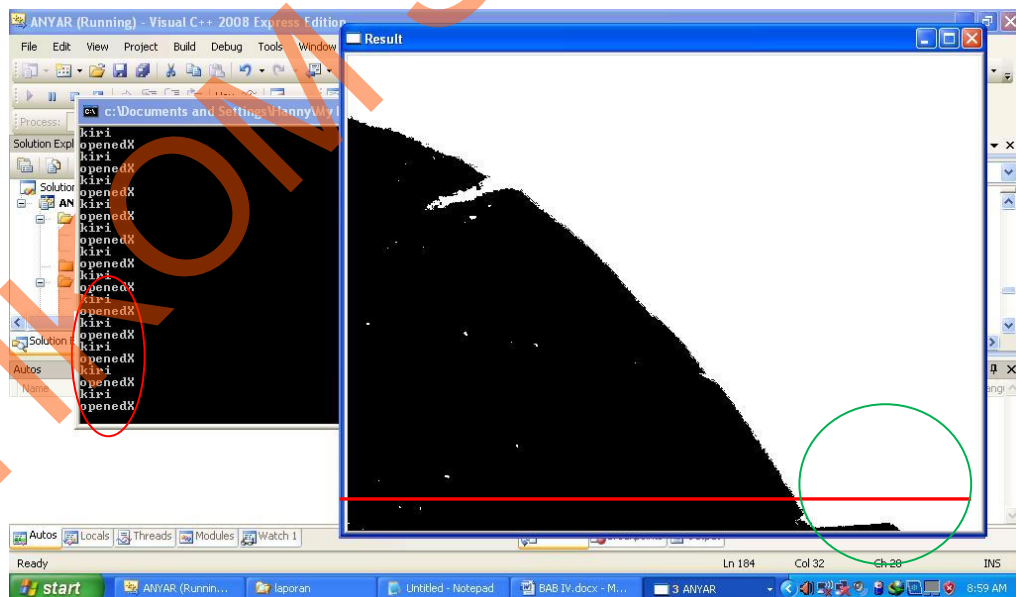 ANYAR (Running) - Visual C++ 2008 Express Edition
Result
File Edit View Project Build Debug Tools Window
c:\Documents and Settings\Hanny\My
Process:
Solution Expl
Solution
AN
kiri
openedX
kiri
openedX
kiri
openedX
kiri
openedX
kiri
openedX
kiri
openedX
kiri
openedX
kiri
openedX
kiri
openedX
kiri
openedX
kiri
openedX
kiri
openedX
Solution
Autos
Name
Autos Locals Threads Modules Watch 1
Ready Ln 184 Col 32 Ch 28 INS
start ANYAR (Runnin... laporan Untitled - Notepad BAB IV.docx - M... 3 ANYAR 8:59 AM